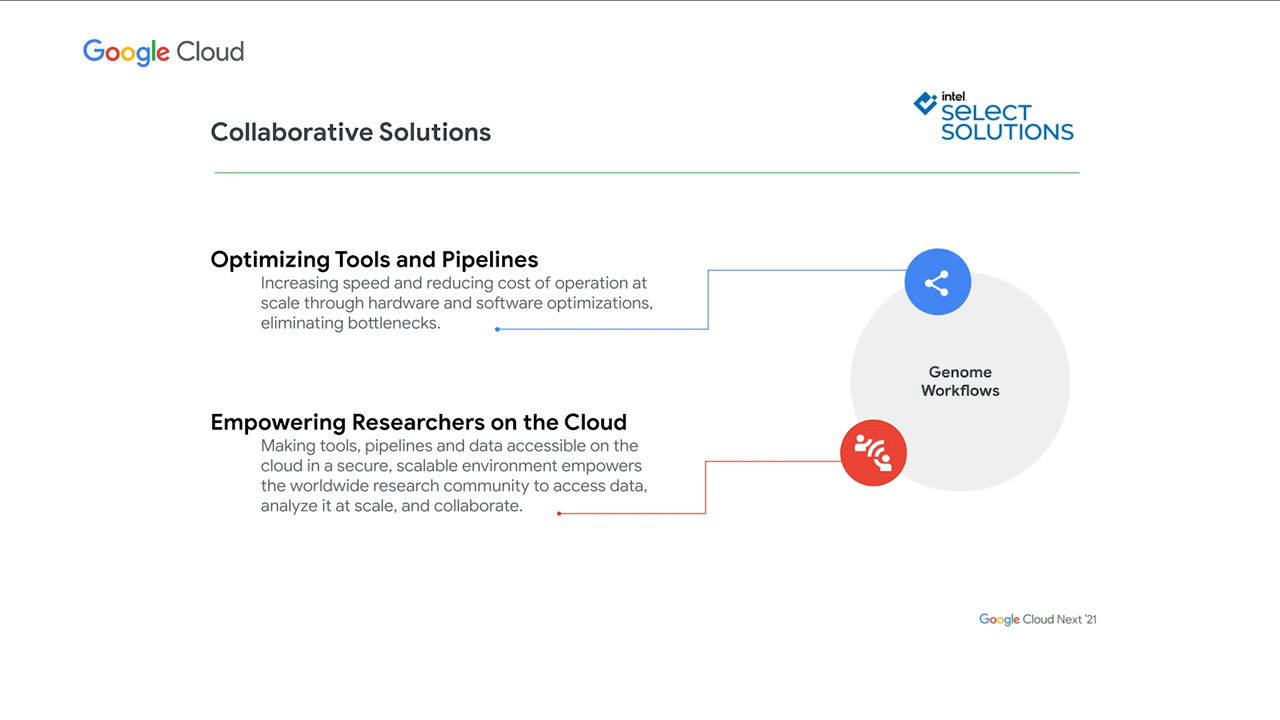 Google Cloud
intel
SELECT
SOLUTIONS
Collaborative Solutions
Optimizing Tools and Pipelines
Increasing speed and reducing cost of operation at
scale through hardware and software optimizations,
eliminating bottlenecks.
Genome
Workflows
Empowering Researchers on the Cloud
Making tools, pipelines and data accessible on the
cloud in a secure, scalable environment empowers
the worldwide research community to access data,
analyze it at scale, and collaborate.
Google Cloud Next '21